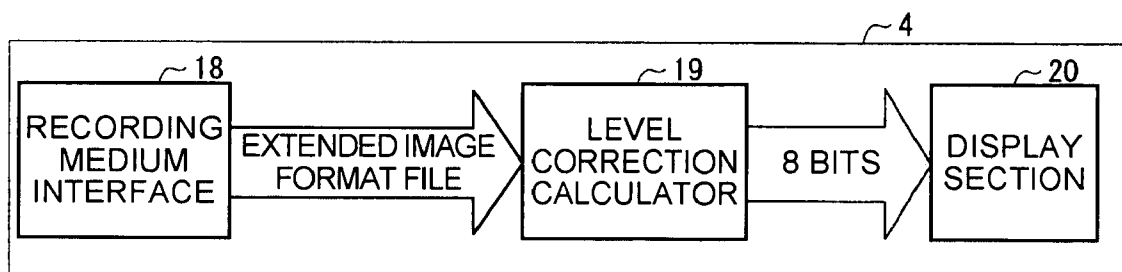 4
18
RECORDING
MEDIUM
INTERFACE
EXTENDED IMAGE
FORMAT FILE
19
LEVEL
CORRECTION
CALCULATOR
8 BITS
20
DISPLAY
SECTION